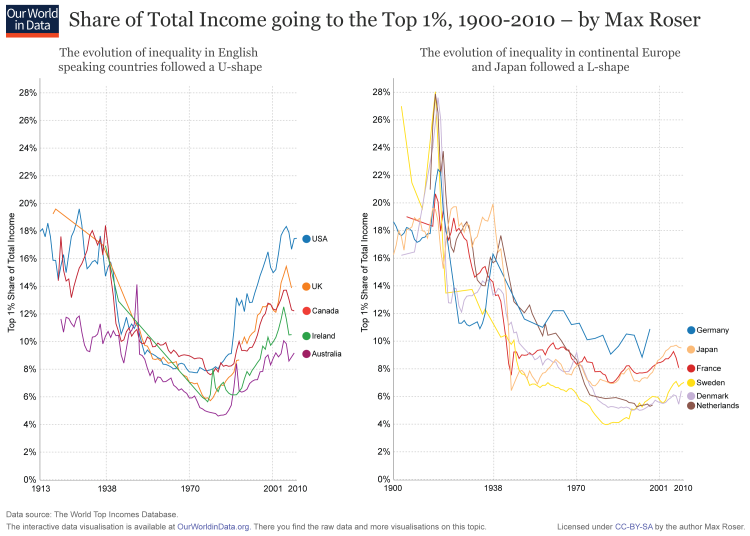 Our World
in Data
Share of Total Income going to the Top 1%, 1900-2010 – by Max Roser
The evolution of inequality in English
speaking countries followed a U-shape
28%
26%
24%
22%
20%
18%
16%
14%
12%
10%
8%
6%
4%
2%
0%
Top 1% Share of Total Income
1913
1938
1970
2001
2010
USA
UK
Canada
Ireland
Australia
The evolution of inequality in continental Europe
and Japan followed a L-shape
28%
26%
24%
22%
20%
18%
16%
14%
12%
10%
8%
6%
4%
2%
0%
Top 1% Share of Total Income
1900
1938
1970
2001
2010
Germany
Japan
France
Sweden
Denmark
Netherlands
Data source: The World Top Incomes Database.
The interactive data visualisation is available at OurWorldinData.org. There you find the raw data and more visualisations on this topic.
Licensed under CC-BY-SA by the author Max Roser.